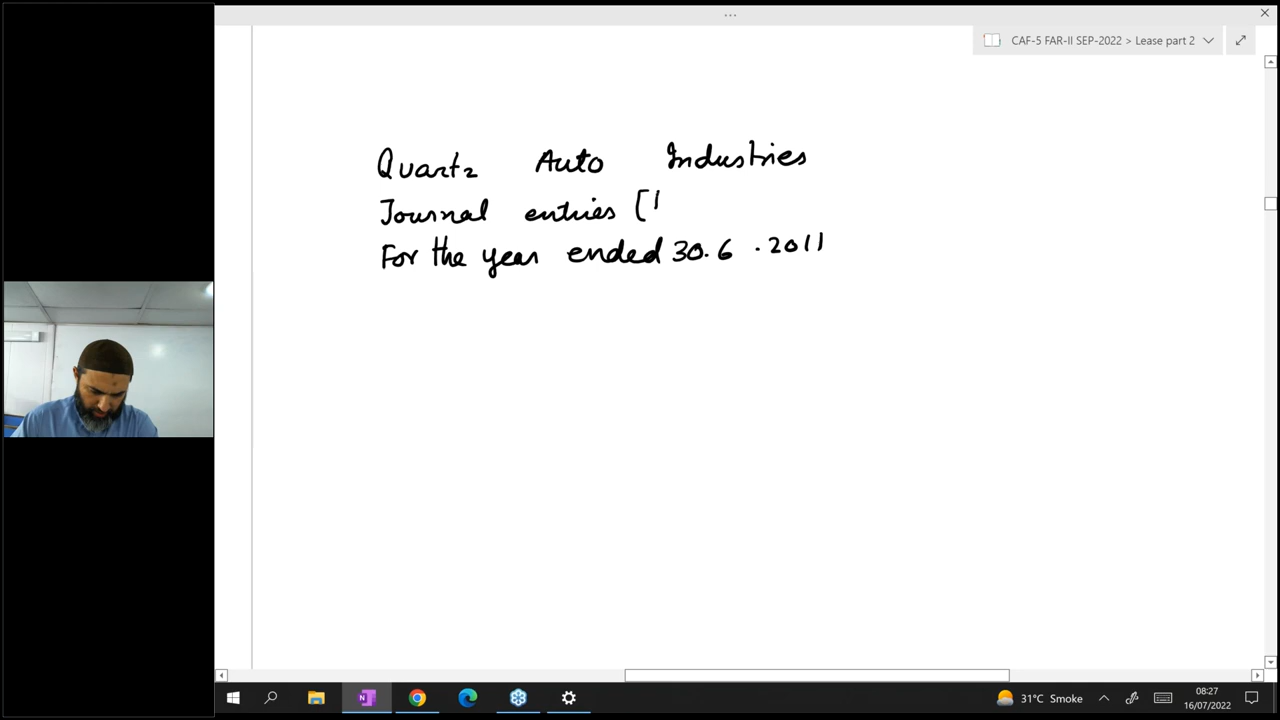 CAF-5 FAR-II SEP-2022 > Lease part 2
Quartz Auto Industries
Journal entries [1
For the year ended 30.6 .2011
31°C Smoke
08:27
16/07/2022